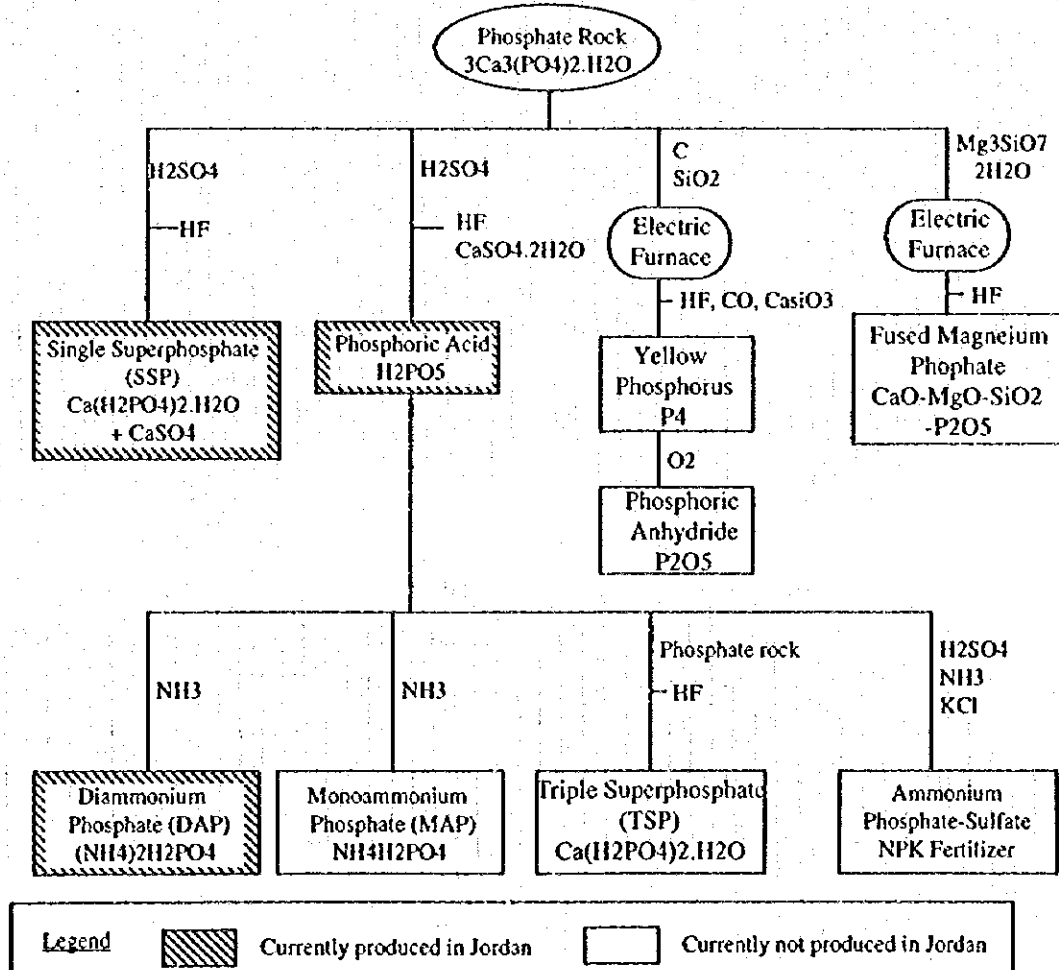 Phosphate Rock
3Ca3(PO4)2.H2O
H2SO4
HF
Single Superphosphate
(SSP)
Ca(H2PO4)2.H2O
+ CaSO4
H2SO4
HF
CaSO4.2H2O
Phosphoric Acid
H2PO5
C
SiO2
Electric
Furnace
HF, CO, CasiO3
Yellow
Phosphorus
P4
O2
Phosphoric
Anhydride
P2O5
Mg3SiO7
2H2O
Electric
Furnace
HF
Fused Magneium
Phophate
CaO-MgO-SiO2
-P2O5
NH3
Diammonium
Phosphate (DAP)
(NH4)2H2PO4
NH3
Monoammonium
Phosphate (MAP)
NH4H2PO4
Phosphate rock
HF
Triple Superphosphate
(TSP)
Ca(H2PO4)2.H2O
H2SO4
NH3
KCl
Ammonium
Phosphate-Sulfate
NPK Fertilizer
Legend
Currently produced in Jordan
Currently not produced in Jordan